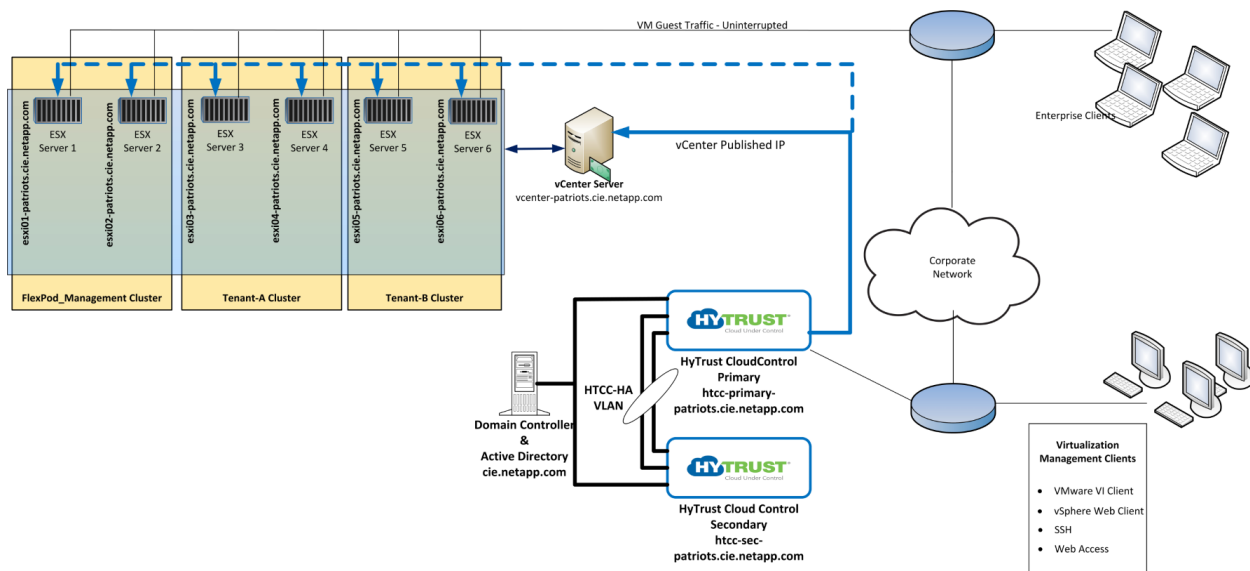 VM Guest Traffic - Uninterrupted
esxi01-patriots.cie.netapp.com
ESX
Server 1
esxi02-patriots.cie.netapp.com
ESX
Server 2
esxi03-patriots.cie.netapp.com
ESX
Server 3
esxi04-patriots.cie.netapp.com
ESX
Server 4
esxi05-patriots.cie.netapp.com
ESX
Server 5
esxi06-patriots.cie.netapp.com
ESX
Server 6
FlexPod_Management Cluster
Tenant-A Cluster
Tenant-B Cluster
vCenter Published IP
vCenter Server
vcenter-patriots.cie.netapp.com
Enterprise Clients
Corporate
Network
HYTRUST
Cloud Under Control
HyTrust CloudControl
Primary
htcc-primary-
patriots.cie.netapp.com
HTCC-HA
VLAN
Domain Controller
&
Active Directory
cie.netapp.com
HYTRUST
Cloud Under Control
HyTrust Cloud Control
Secondary
htcc-sec-
patriots.cie.netapp.com
Virtualization
Management Clients
• VMware VI Client
• vSphere Web Client
• SSH
• Web Access